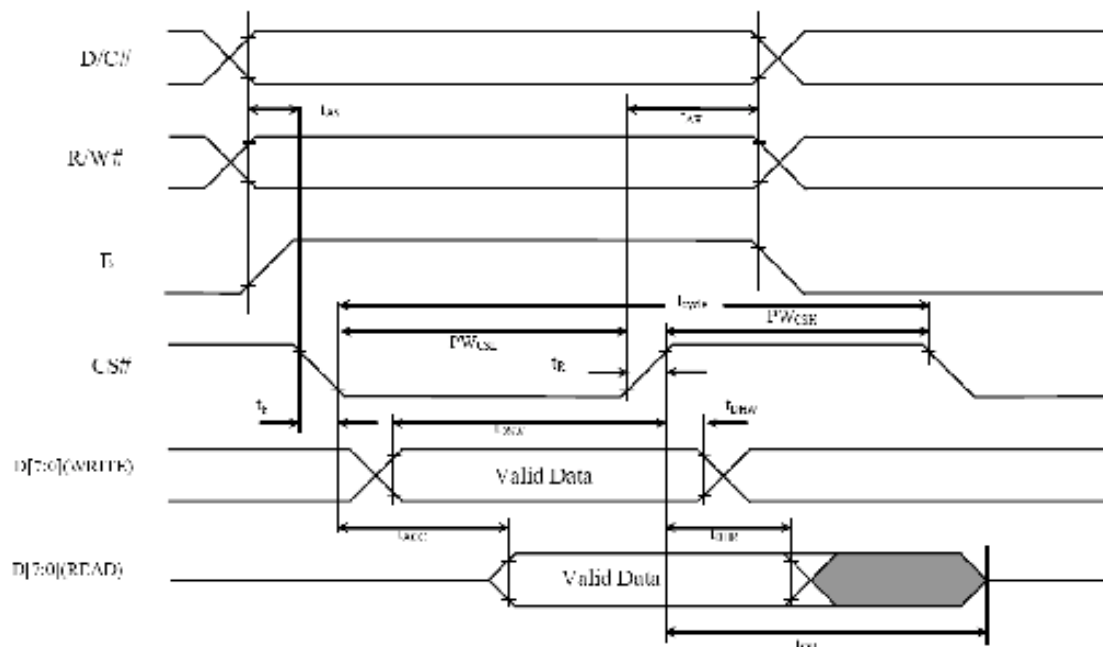 D/C#
tAS
tAH
R/W#
E
tcycle
PWCSH
PWCSL
CS#
tR
tF
tDHW
tDSW
D[7:0](WRITE)
Valid Data
tACC
tDHR
D[7:0](READ)
Valid Data
tOH